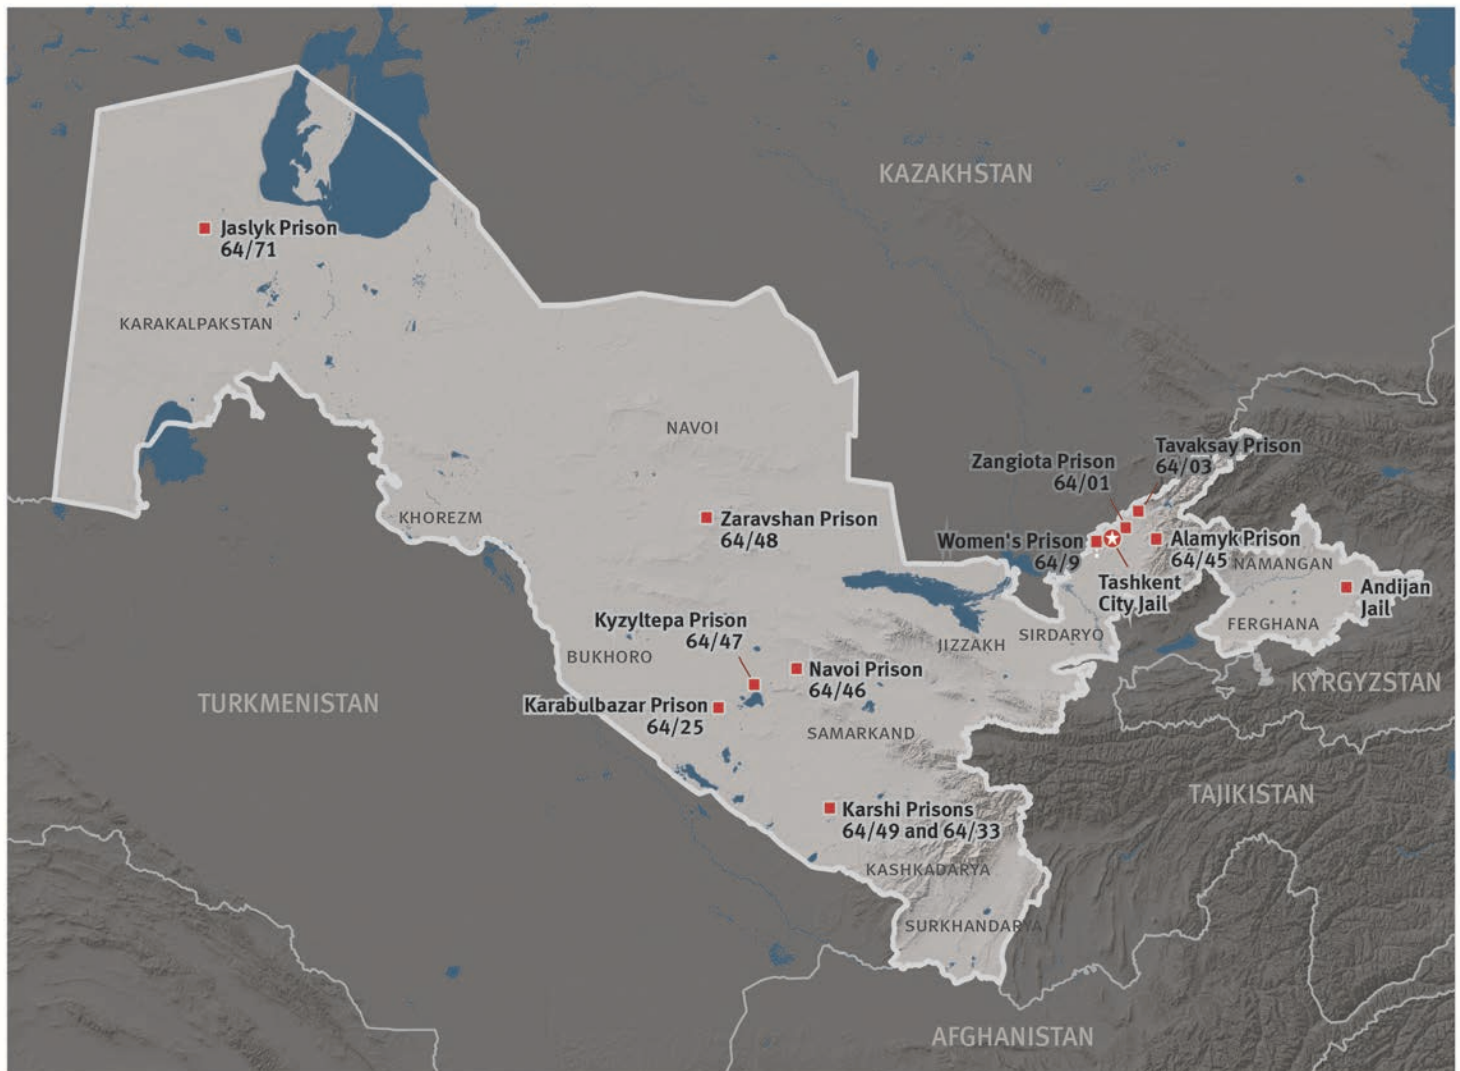 KAZAKHSTAN
Jaslyk Prison
64/71
KARAKALPAKSTAN
NAVOI
Tavaksay Prison
64/03
Zangiota Prison
64/01
KHOREZM
Zaravshan Prison
64/48
Women's Prison
64/9
Alamyk Prison
64/45
NAMANGAN
Tashkent
City Jail
Andijan
Jail
FERGHANA
Kyzyltepa Prison
64/47
BUKHORO
JIZZAKH
SIRDARYO
Navoi Prison
64/46
KYRGYZSTAN
TURKMENISTAN
Karabulbazar Prison
64/25
SAMARKAND
TAJIKISTAN
Karshi Prisons
64/49 and 64/33
KASHKADARYA
SURKHANDARYA
AFGHANISTAN